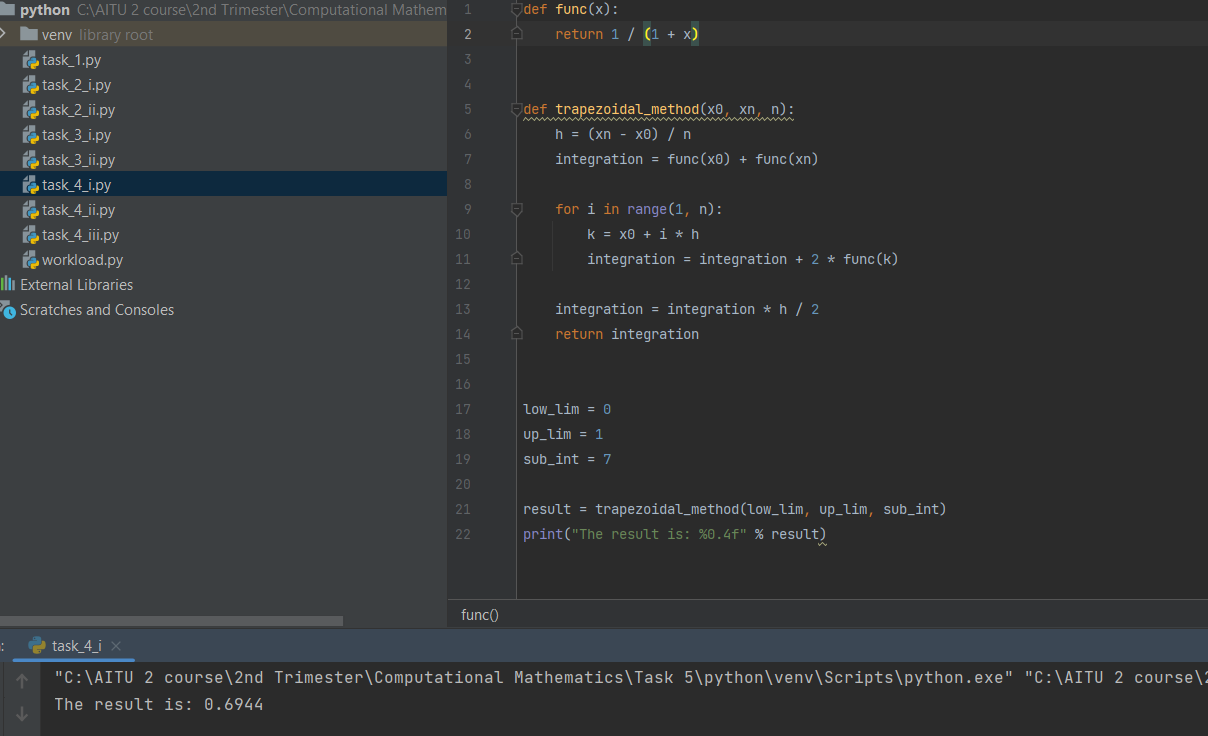 python C:\AITU 2 course\2nd Trimester\Computational Mathem
venv library root
task_1.py
task_2_i.py
task_2_ii.py
task_3_i.py
task_3_ii.py
task_4_i.py
task_4_ii.py
task_4_iii.py
workload.py
External Libraries
Scratches and Consoles
1 def func(x):
2 return 1 / (1 + x)
3
4
5 def trapezoidal_method(x0, xn, n):
6 h = (xn - x0) / n
7 integration = func(x0) + func(xn)
8
9 for i in range(1, n):
10 k = x0 + i * h
11 integration = integration + 2 * func(k)
12
13 integration = integration * h / 2
14 return integration
15
16
17 low_lim = 0
18 up_lim = 1
19 sub_int = 7
20
21 result = trapezoidal_method(low_lim, up_lim, sub_int)
22 print("The result is: %0.4f" % result)
func()
task_4_i
"C:\AITU 2 course\2nd Trimester\Computational Mathematics\Task 5\python\venv\Scripts\python.exe" "C:\AITU 2 course\2
The result is: 0.6944